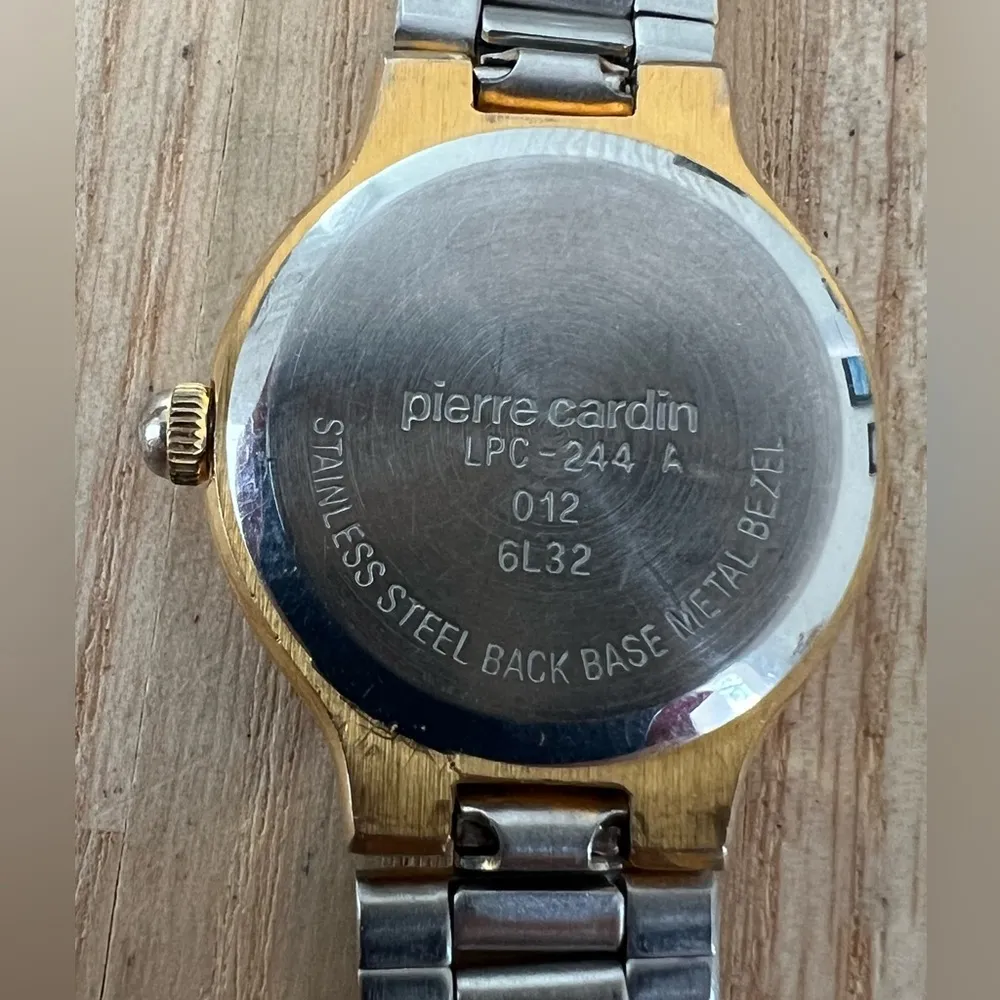 pierre cardin
LPC-244 A
012
6L32
STAINLESS STEEL BACK BASE METAL BEZEL